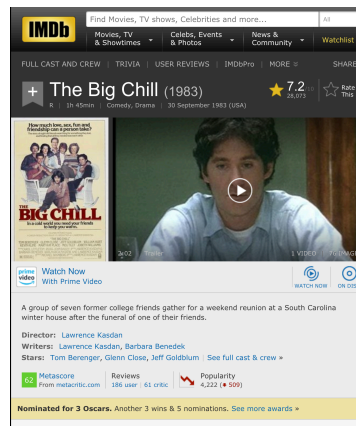 IMDb
Find Movies, TV shows, Celebrities and more...
All
Movies, TV & Showtimes
Celebs, Events & Photos
News & Community
Watchlist
FULL CAST AND CREW | TRIVIA | USER REVIEWS | IMDbPro | MORE
SHARE
+ The Big Chill (1983)
7.2
28,073
Rate This
R | 1h 45min | Comedy, Drama | 30 September 1983 (USA)
How much love, sex, fun and
friendship can a person take?
THE
BIG CHILL
In a cold world you need your friends
to keep you warm.
Trailer
1 VIDEO
prime video
Watch Now
With Prime Video
WATCH NOW
A group of seven former college friends gather for a weekend reunion at a South Carolina
winter house after the funeral of one of their friends.
Director: Lawrence Kasdan
Writers: Lawrence Kasdan, Barbara Benedek
Stars: Tom Berenger, Glenn Close, Jeff Goldblum | See full cast & crew »
62 Metascore
From metacritic.com
Reviews
186 user | 61 critic
Popularity
4,222 (509)
Nominated for 3 Oscars. Another 3 wins & 5 nominations. See more awards »